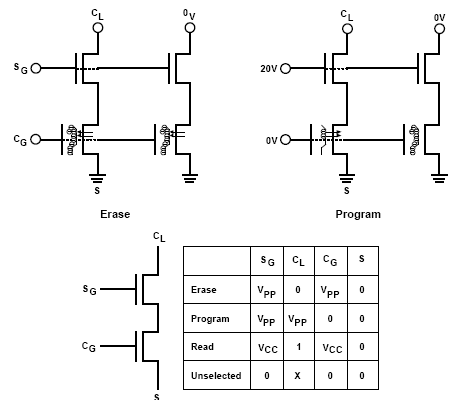 CL 0V CL 0V
SG 20V
CG 0V
S S
Erase Program
CL
SG
CG
S
SG CL CG S
Erase VPP 0 VPP 0
Program VPP VPP 0 0
Read VCC 1 VCC 0
Unselected 0 X 0 0